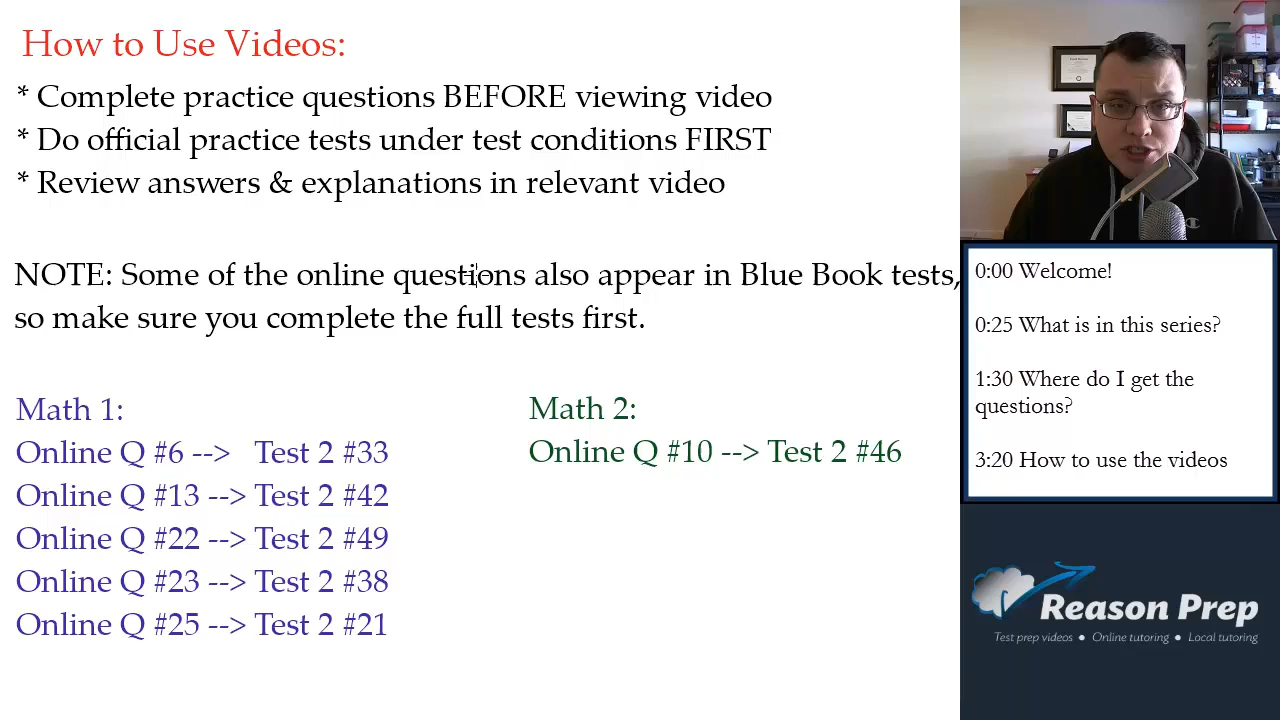 How to Use Videos:
* Complete practice questions BEFORE viewing video
* Do official practice tests under test conditions FIRST
* Review answers & explanations in relevant video
NOTE: Some of the online questions also appear in Blue Book tests,
so make sure you complete the full tests first.
Math 1:
Online Q #6 --> Test 2 #33
Online Q #13 --> Test 2 #42
Online Q #22 --> Test 2 #49
Online Q #23 --> Test 2 #38
Online Q #25 --> Test 2 #21
Math 2:
Online Q #10 --> Test 2 #46
0:00 Welcome!
0:25 What is in this series?
1:30 Where do I get the
questions?
3:20 How to use the videos
Reason Prep
Test prep videos ● Online tutoring ● Local tutoring